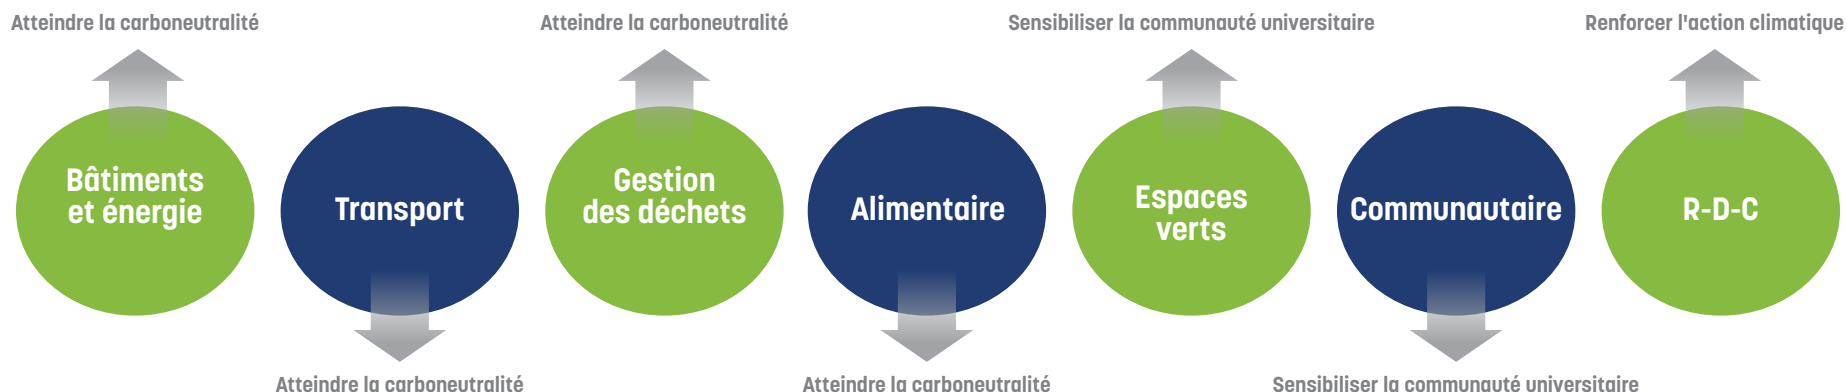 Atteindre la carboneutralité
Atteindre la carboneutralité
Sensibiliser la communauté universitaire
Renforcer l'action climatique
Bâtiments
et énergie
Transport
Gestion
des déchets
Alimentaire
Espaces
verts
Communautaire
R-D-C
Atteindre la carboneutralité
Atteindre la carboneutralité
Sensibiliser la communauté universitaire